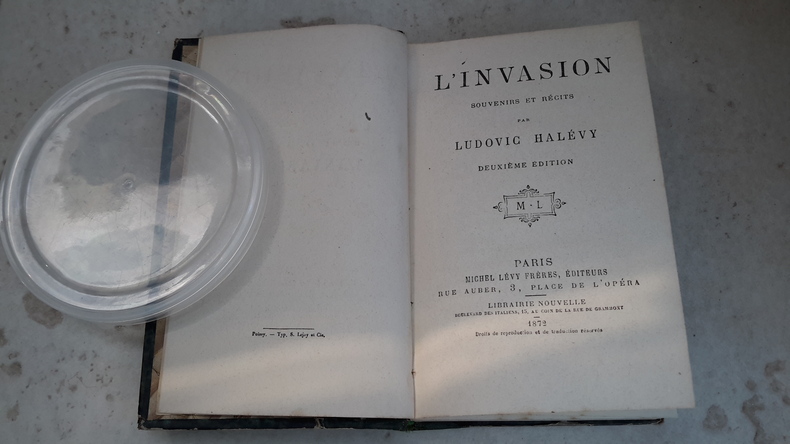 Poissy. — Typ. S. Lejay et Cie.
L'INVASION
SOUVENIRS ET RÉCITS
PAR
LUDOVIC HALÉVY
DEUXIÈME ÉDITION
M · L
PARIS
MICHEL LÉVY FRÈRES, ÉDITEURS
RUE AUBER, 3, PLACE DE L'OPÉRA
LIBRAIRIE NOUVELLE
BOULEVARD DES ITALIENS, 15, AU COIN DE LA RUE DE GRAMMONT
1872
Droits de reproduction et de traduction réservés